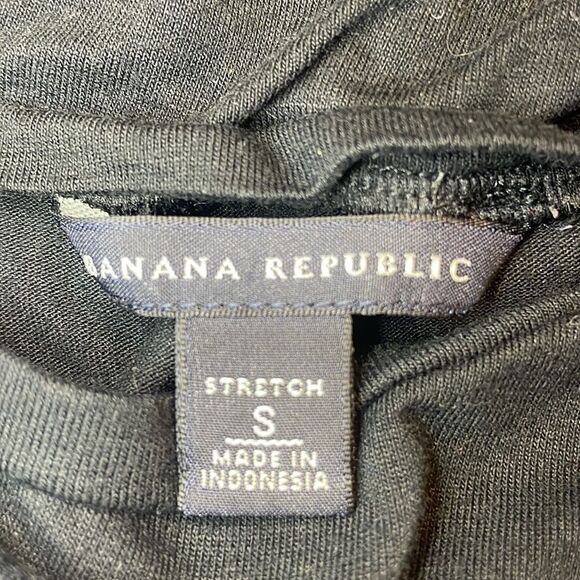 BANANA REPUBLIC
STRETCH
S
MADE IN
INDONESIA